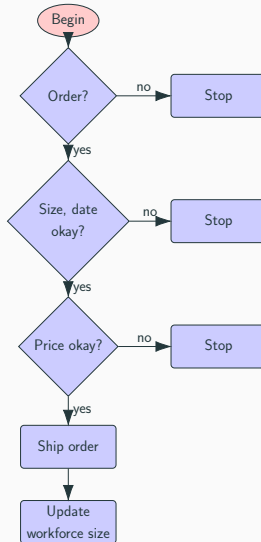 Begin
Order?
no
Stop
yes
Size, date
okay?
no
Stop
yes
Price okay?
no
Stop
yes
Ship order
Update
workforce size